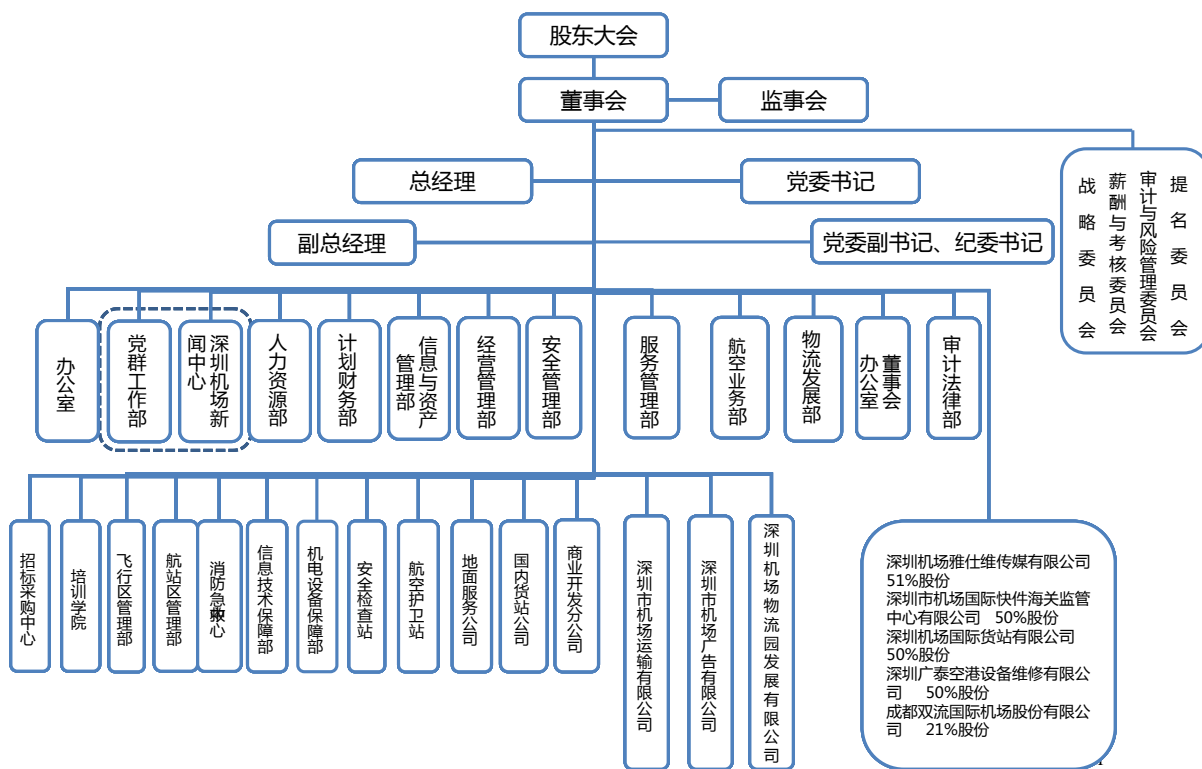 股东大会
董事会
监事会
总经理
党委书记
副总经理
党委副书记、纪委书记
战略委员会
薪酬与考核委员会
审计与风险管理委员会
提名委员会
办公室
党群工作部
深圳机场新
闻中心
人力资源部
计划财务部
信息与资产
管理部
经营管理部
安全管理部
服务管理部
航空业务部
物流发展部
董事会
办公室
审计法律部
招标采购中心
培训学院
飞行区管理部
航站区管理部
消防急救中心
信息技术保障部
机电设备保障部
安全检查站
航空护卫站
地面服务公司
国内货站公司
商业开发分公司
深圳市机场运输有限公司
深圳市机场广告有限公司
深圳机场物流园发展有限公司
深圳机场雅仕维传媒有限公司
51%股份
深圳市机场国际快件海关监管
中心有限公司 50%股份
深圳机场国际货站有限公司
50%股份
深圳广泰空港设备维修有限公
司 50%股份
成都双流国际机场股份有限公
司 21%股份